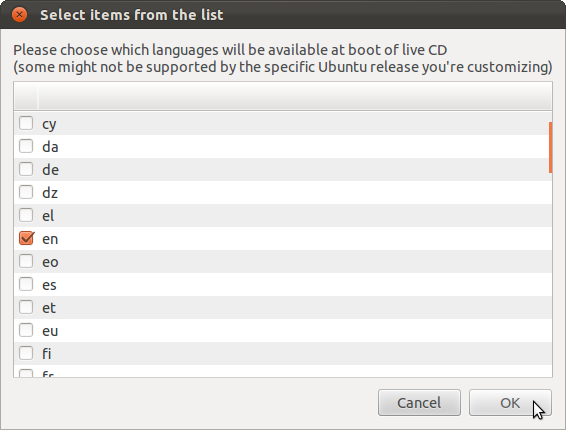 Select items from the list
Please choose which languages will be available at boot of live CD
(some might not be supported by the specific Ubuntu release you're customizing)
cy
da
de
dz
el
en
eo
es
et
eu
fi
fr
Cancel
OK